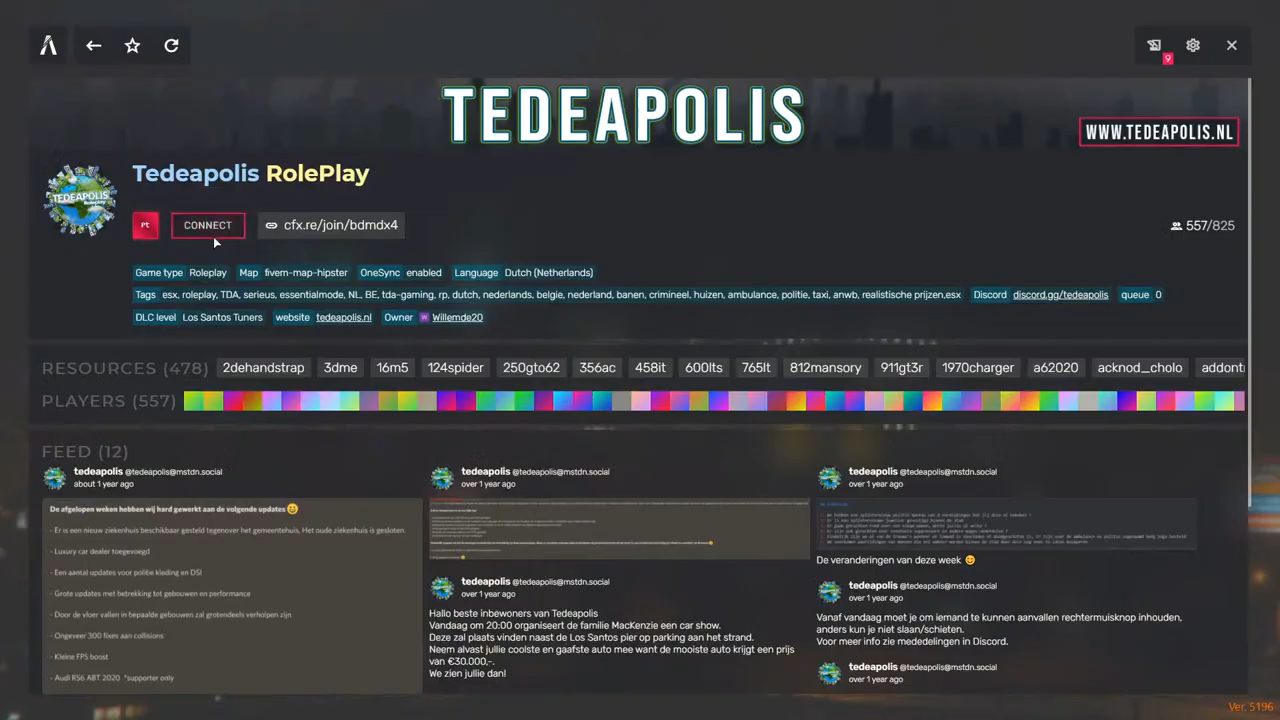 TEDEAPOLIS
WWW.TEDEAPOLIS.NL
TEDEAPOLIS
Tedeapolis RolePlay
Pt
CONNECT
cfx.re/join/bdmdx4
557/825
Game type Roleplay Map fivem-map-hipster OneSync enabled Language Dutch (Netherlands)
Tags esx, roleplay, TDA, serieus, essentialmode, NL, BE, tda-gaming, rp, dutch, nederlands, belgie, nederland, banen, crimineel, huizen, ambulance, politie, taxi, anwb, realistische prijzen,esx Discord discord.gg/tedeapolis queue 0
DLC level Los Santos Tuners website tedeapolis.nl Owner Willemde20
RESOURCES (478) 2dehandstrap 3dme 16m5 124spider 250gto62 356ac 458it 600lts 765lt 812mansory 911gt3r 1970charger a62020 acknod_cholo addont
PLAYERS (557)
FEED (12)
tedeapolis @tedeapolis@mstdn.social
about 1 year ago
De afgelopen weken hebben wij hard gewerkt aan de volgende updates
- Er is een nieuw ziekenhuis beschikbaar gesteld tegenover het gemeentehuis. Het oude ziekenhuis is gesloten.
- Luxury car dealer toegevoegd!
- Een aantal updates voor politie kleding en DSI
- Grote updates met betrekking tot gebouwen en performance
- Door de vloer vallen in bepaalde gebouwen zal grotendeels verholpen zijn
- Ongeveer 300 fixes aan collisions
- Kleine FPS boost
- Audi RS6 ABT 2020 *supporter only
tedeapolis @tedeapolis@mstdn.social
over 1 year ago
tedeapolis @tedeapolis@mstdn.social
over 1 year ago
Hallo beste inbewoners van Tedeapolis
Vandaag om 20:00 organiseert de familie MacKenzie een car show.
Deze zal plaats vinden naast de Los Santos pier op parking aan het strand.
Neem alvast jullie coolste en gaafste auto mee want de mooiste auto krijgt een prijs
van €30.000,-.
We zien jullie dan!
tedeapolis @tedeapolis@mstdn.social
over 1 year ago
De veranderingen van deze week
tedeapolis @tedeapolis@mstdn.social
over 1 year ago
Vanaf vandaag moet je om iemand te kunnen aanvallen rechtermuisknop inhouden,
anders kun je niet slaan/schieten.
Voor meer info zie mededelingen in Discord.
tedeapolis @tedeapolis@mstdn.social
over 1 year ago
Ver. 5196